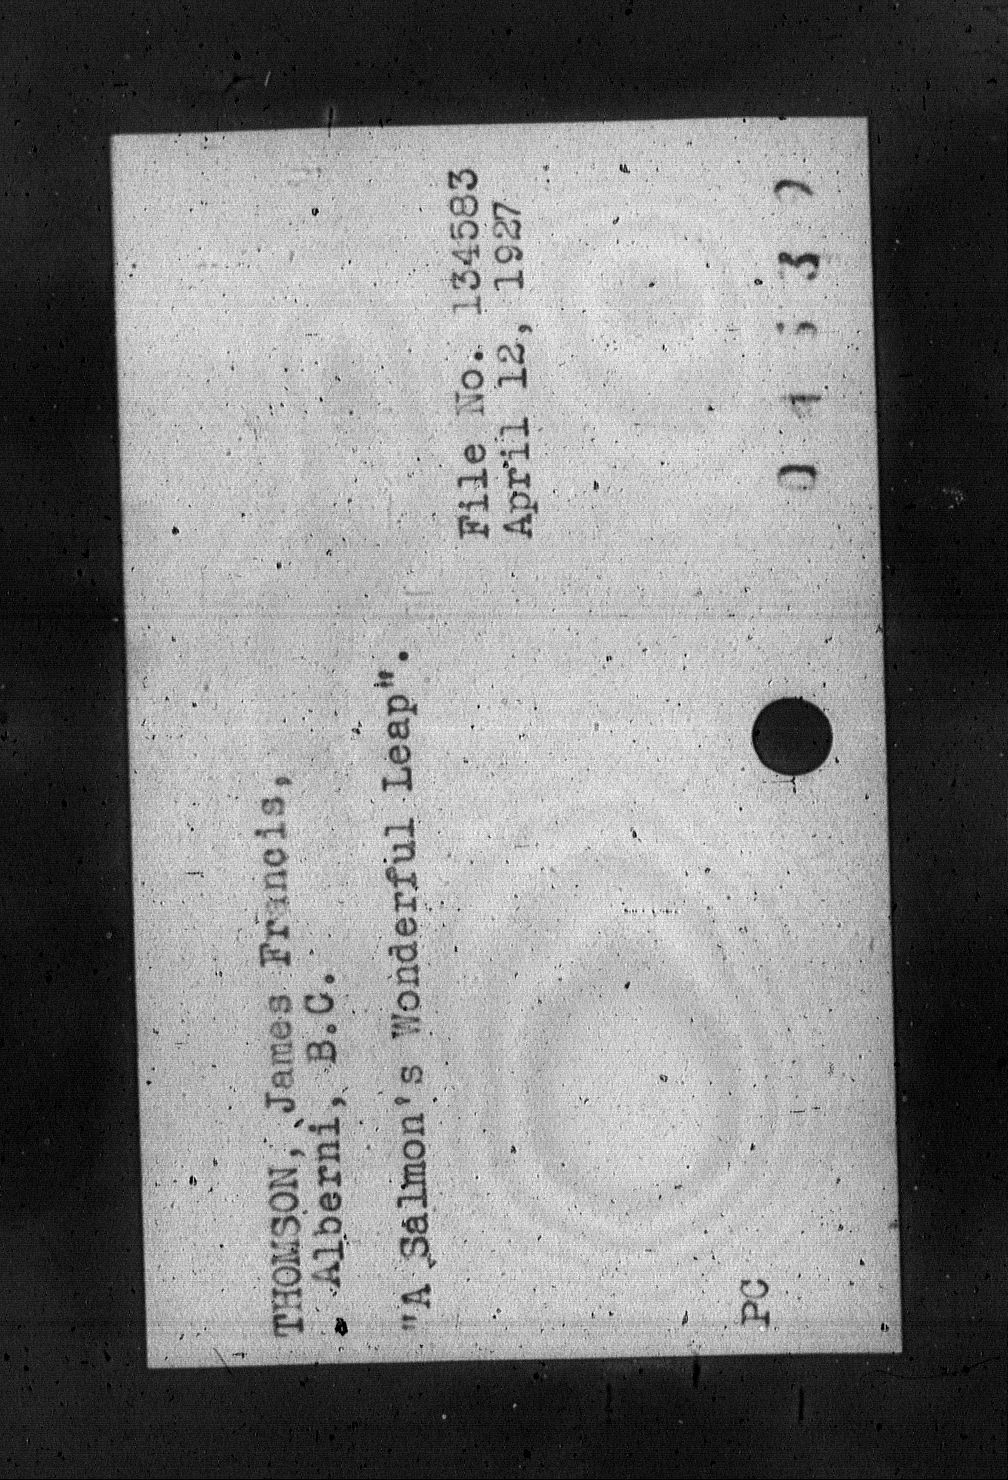 THOMSON, James Francis,
Alberni, B.C.
"A Salmon's Wonderful Leap".
File No. 134583
April 12, 1927
PC